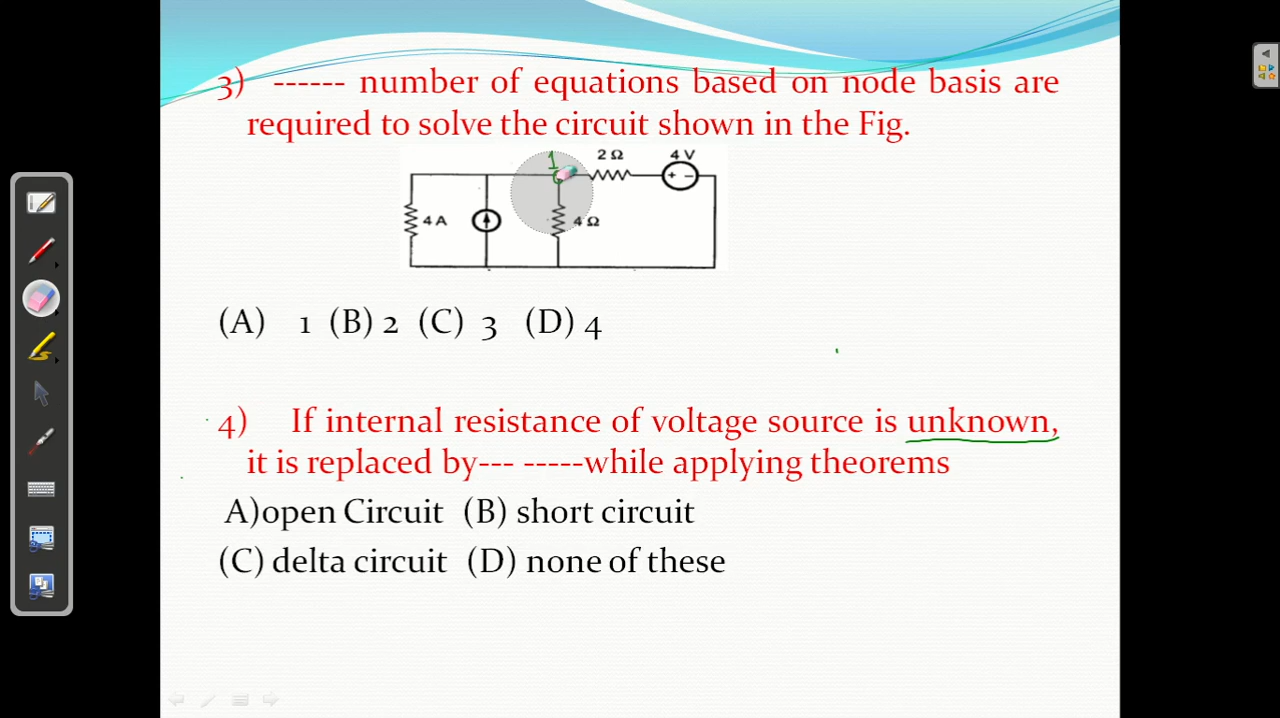 3) ------ number of equations based on node basis are
required to solve the circuit shown in the Fig.
1
2 Ω
4 V
+ -
4 A
4 Ω
(A) 1 (B) 2 (C) 3 (D) 4
4) If internal resistance of voltage source is unknown,
it is replaced by--- -----while applying theorems
A)open Circuit (B) short circuit
(C) delta circuit (D) none of these